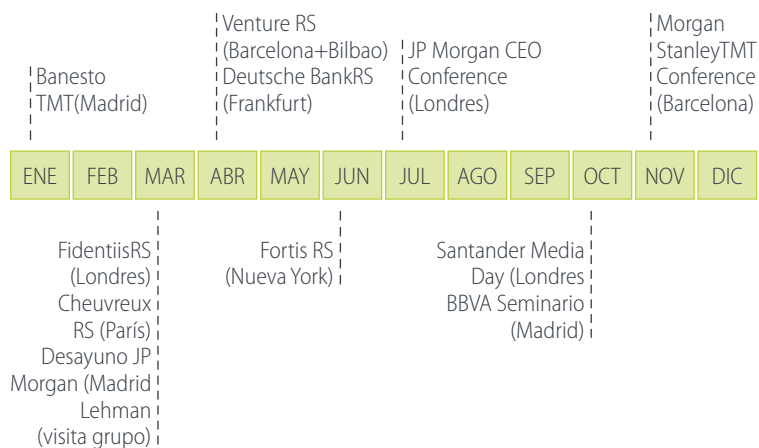 Venture RS
(Barcelona+Bilbao)
Deutsche BankRS
(Frankfurt)
JP Morgan CEO
Conference
(Londres)
Morgan
StanleyTMT
Conference
(Barcelona)
Banesto
TMT(Madrid)
ENE FEB MAR ABR MAY JUN JUL AGO SEP OCT NOV DIC
FidentiisRS
(Londres)
Cheuvreux
RS (París)
Desayuno JP
Morgan (Madrid
Lehman
(visita grupo)
Fortis RS
(Nueva York)
Santander Media
Day (Londres
BBVA Seminario
(Madrid)